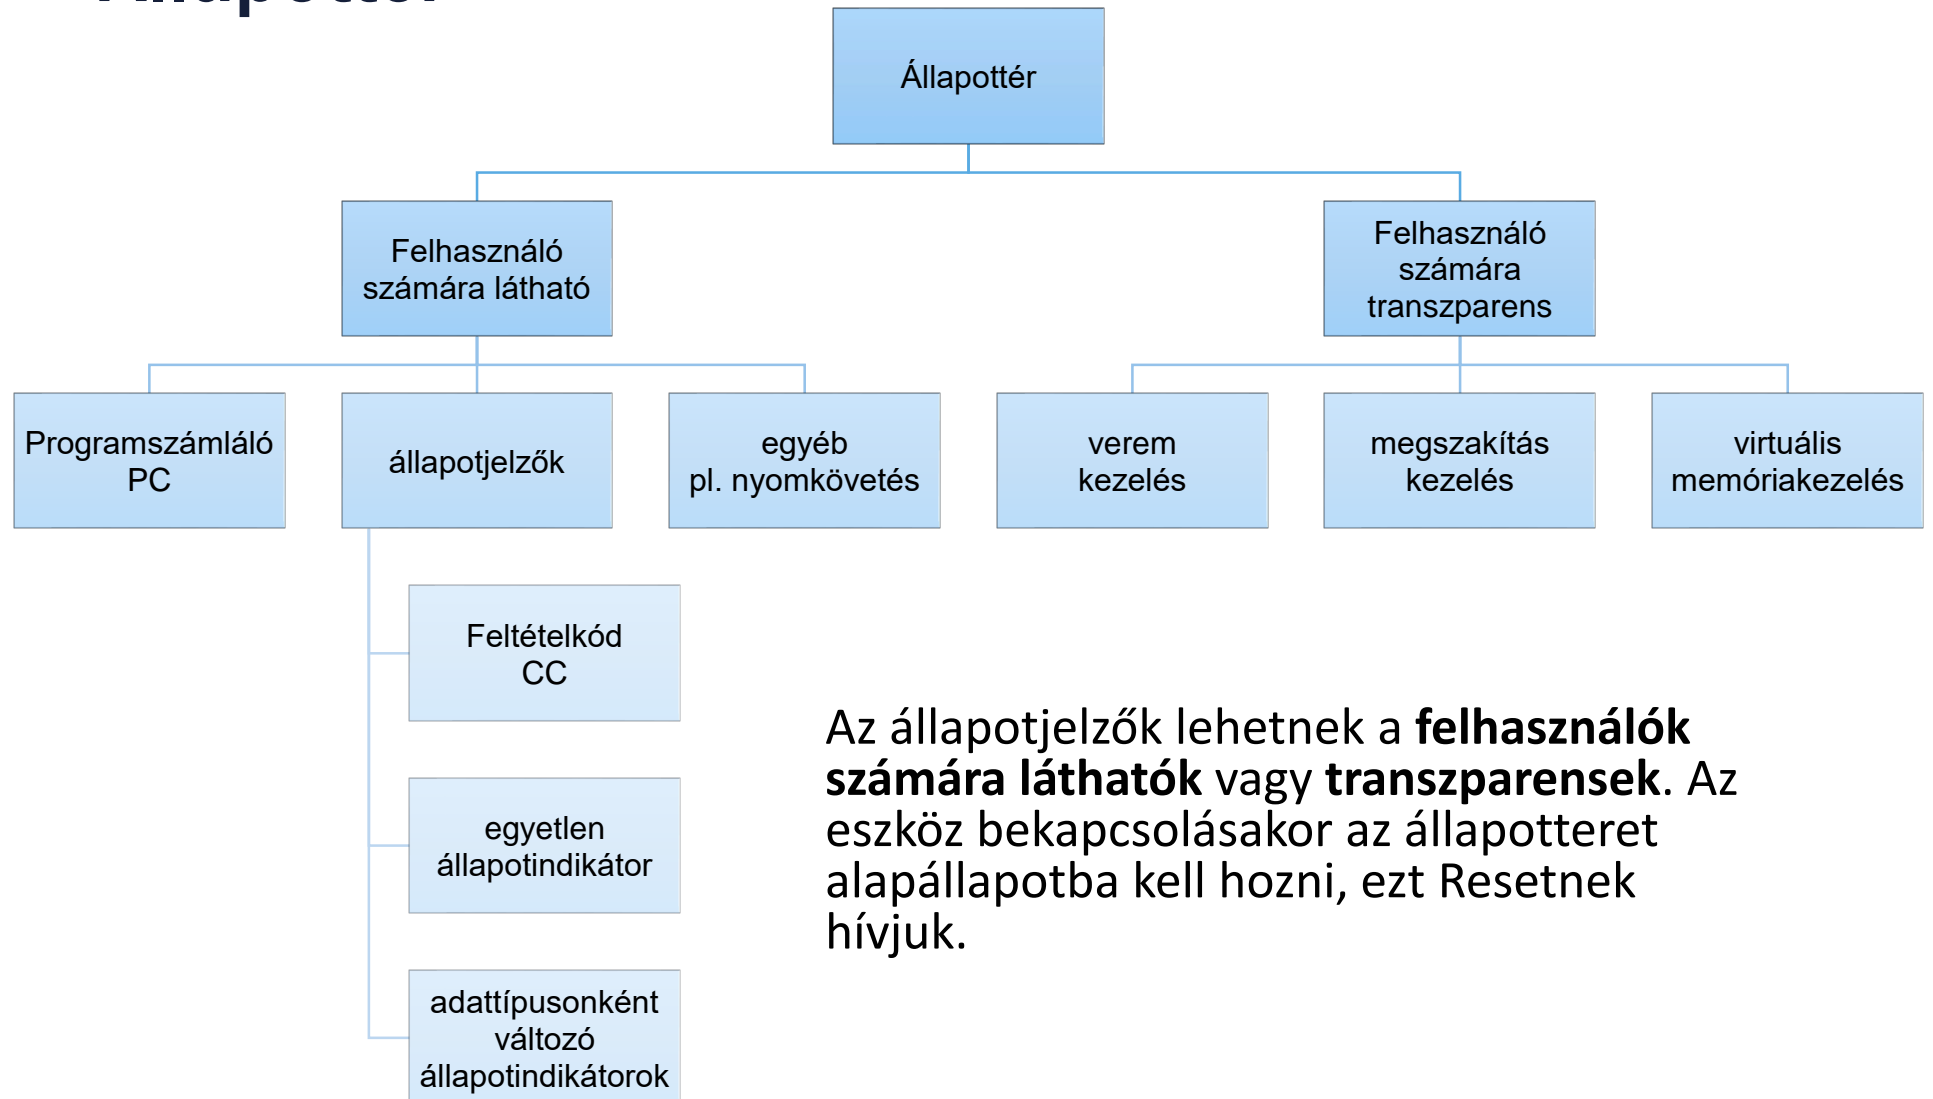 Állapottér
Felhasználó
számára látható
Felhasználó
számára
transzparens
Programszámláló
PC
állapotjelzők
egyéb
pl. nyomkövetés
verem
kezelés
megszakítás
kezelés
virtuális
memóriakezelés
Feltételkód
CC
egyetlen
állapotindikátor
adattípusonként
változó
állapotindikátorok
Az állapotjelzők lehetnek a felhasználók
számára láthatók vagy transzparensek. Az
eszköz bekapcsolásakor az állapotteret
alapállapotba kell hozni, ezt Resetnek
hívjuk.